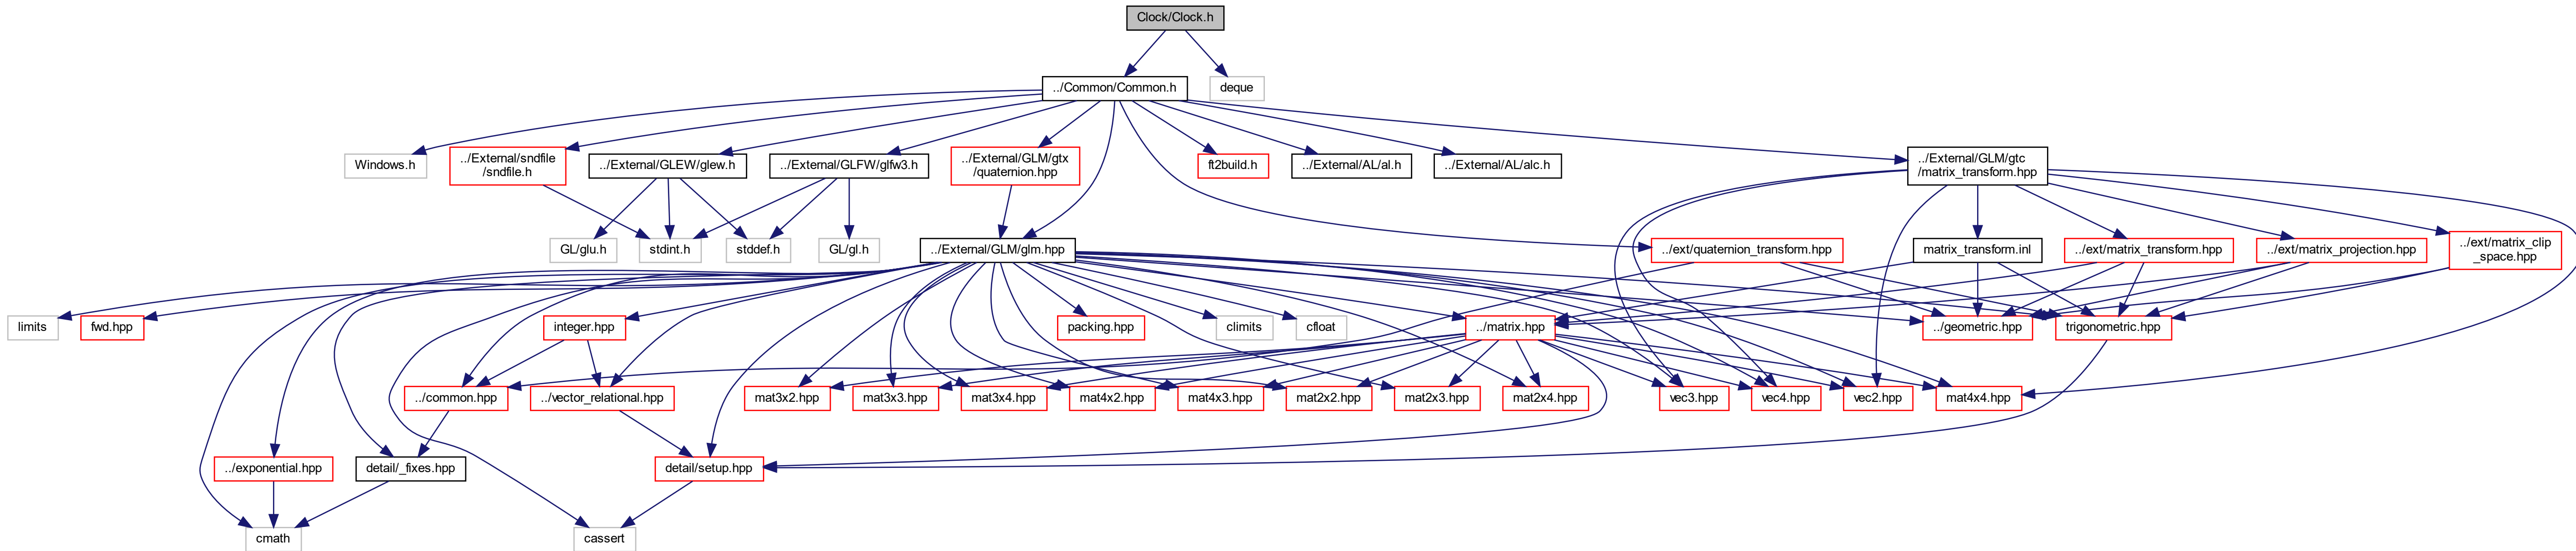 Clock/Clock.h
../Common/Common.h
deque
Windows.h
../External/sndfile
/sndfile.h
../External/GLEW/glew.h
../External/GLFW/glfw3.h
../External/GLM/gtx
/quaternion.hpp
ft2build.h
../External/AL/al.h
../External/AL/alc.h
../External/GLM/gtc
/matrix_transform.hpp
GL/glu.h
stdint.h
stddef.h
GL/gl.h
../External/GLM/glm.hpp
../ext/quaternion_transform.hpp
matrix_transform.inl
../ext/matrix_transform.hpp
../ext/matrix_projection.hpp
../ext/matrix_clip
_space.hpp
limits
fwd.hpp
integer.hpp
packing.hpp
climits
cfloat
../matrix.hpp
../geometric.hpp
trigonometric.hpp
../common.hpp
../vector_relational.hpp
mat3x2.hpp
mat3x3.hpp
mat3x4.hpp
mat4x2.hpp
mat4x3.hpp
mat2x2.hpp
mat2x3.hpp
mat2x4.hpp
vec3.hpp
vec4.hpp
vec2.hpp
mat4x4.hpp
../exponential.hpp
detail/_fixes.hpp
detail/setup.hpp
cmath
cassert